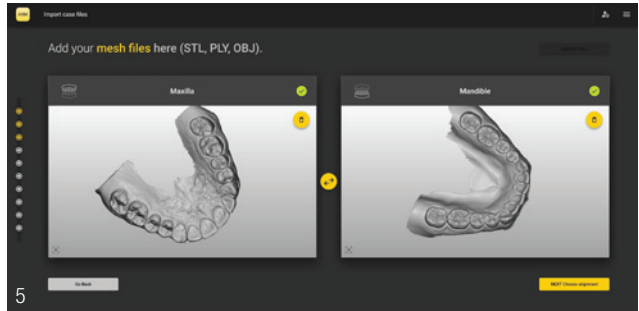 Import case files
Add your mesh files here (STL, PLY, OBJ).
Maxilla
Mandible
Go Back
NEXT Choose alignment
5